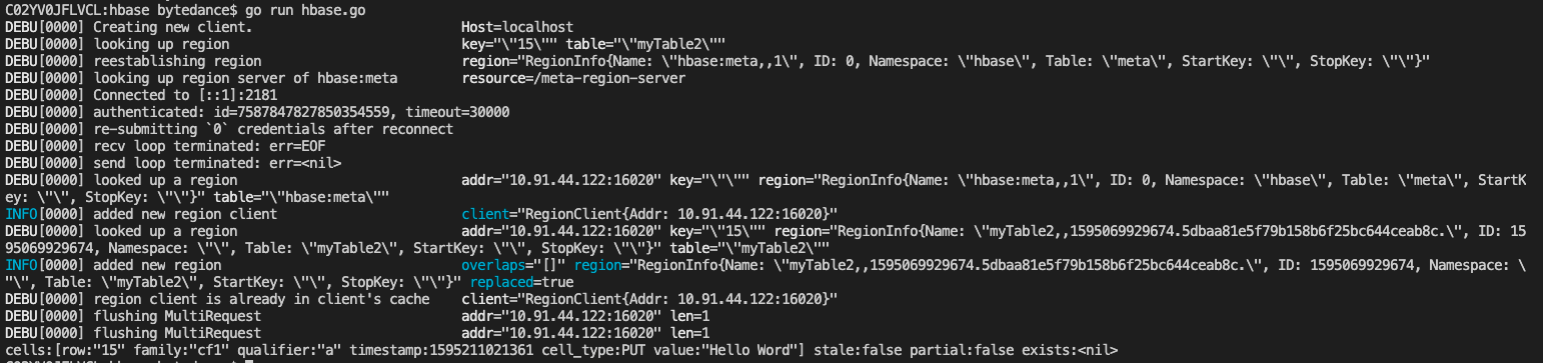 C02YV0JFLVCL:hbase bytedance$ go run hbase.go
DEBU[0000] Creating new client. Host=localhost
DEBU[0000] looking up region key="\"15\"" table="\"myTable2\""
DEBU[0000] reestablishing region region="RegionInfo{Name: \"hbase:meta,,1\", ID: 0, Namespace: \"hbase\", Table: \"meta\", StartKey: \"\", StopKey: \"\"}"
DEBU[0000] looking up region server of hbase:meta resource=/meta-region-server
DEBU[0000] Connected to [::1]:2181
DEBU[0000] authenticated: id=7587847827850354559, timeout=30000
DEBU[0000] re-submitting `0` credentials after reconnect
DEBU[0000] recv loop terminated: err=EOF
DEBU[0000] send loop terminated: err=<nil>
DEBU[0000] looked up a region addr="10.91.44.122:16020" key="\"\"" region="RegionInfo{Name: \"hbase:meta,,1\", ID: 0, Namespace: \"hbase\", Table: \"meta\", StartK
ey: \"\", StopKey: \"\"}" table="\"hbase:meta\""
INFO[0000] added new region client client="RegionClient{Addr: 10.91.44.122:16020}"
DEBU[0000] looked up a region addr="10.91.44.122:16020" key="\"15\"" region="RegionInfo{Name: \"myTable2,,1595069929674.5dbaa81e5f79b158b6f25bc644ceab8c.\", ID: 15
95069929674, Namespace: \"\", Table: \"myTable2\", StartKey: \"\", StopKey: \"\"}" table="\"myTable2\""
INFO[0000] added new region overlaps="[]" region="RegionInfo{Name: \"myTable2,,1595069929674.5dbaa81e5f79b158b6f25bc644ceab8c.\", ID: 1595069929674, Namespace: \
"\", Table: \"myTable2\", StartKey: \"\", StopKey: \"\"}" replaced=true
DEBU[0000] region client is already in client's cache client="RegionClient{Addr: 10.91.44.122:16020}"
DEBU[0000] flushing MultiRequest addr="10.91.44.122:16020" len=1
DEBU[0000] flushing MultiRequest addr="10.91.44.122:16020" len=1
cells:[row:"15" family:"cf1" qualifier:"a" timestamp:1595211021361 cell_type:PUT value:"Hello Word"] stale:false partial:false exists:<nil>